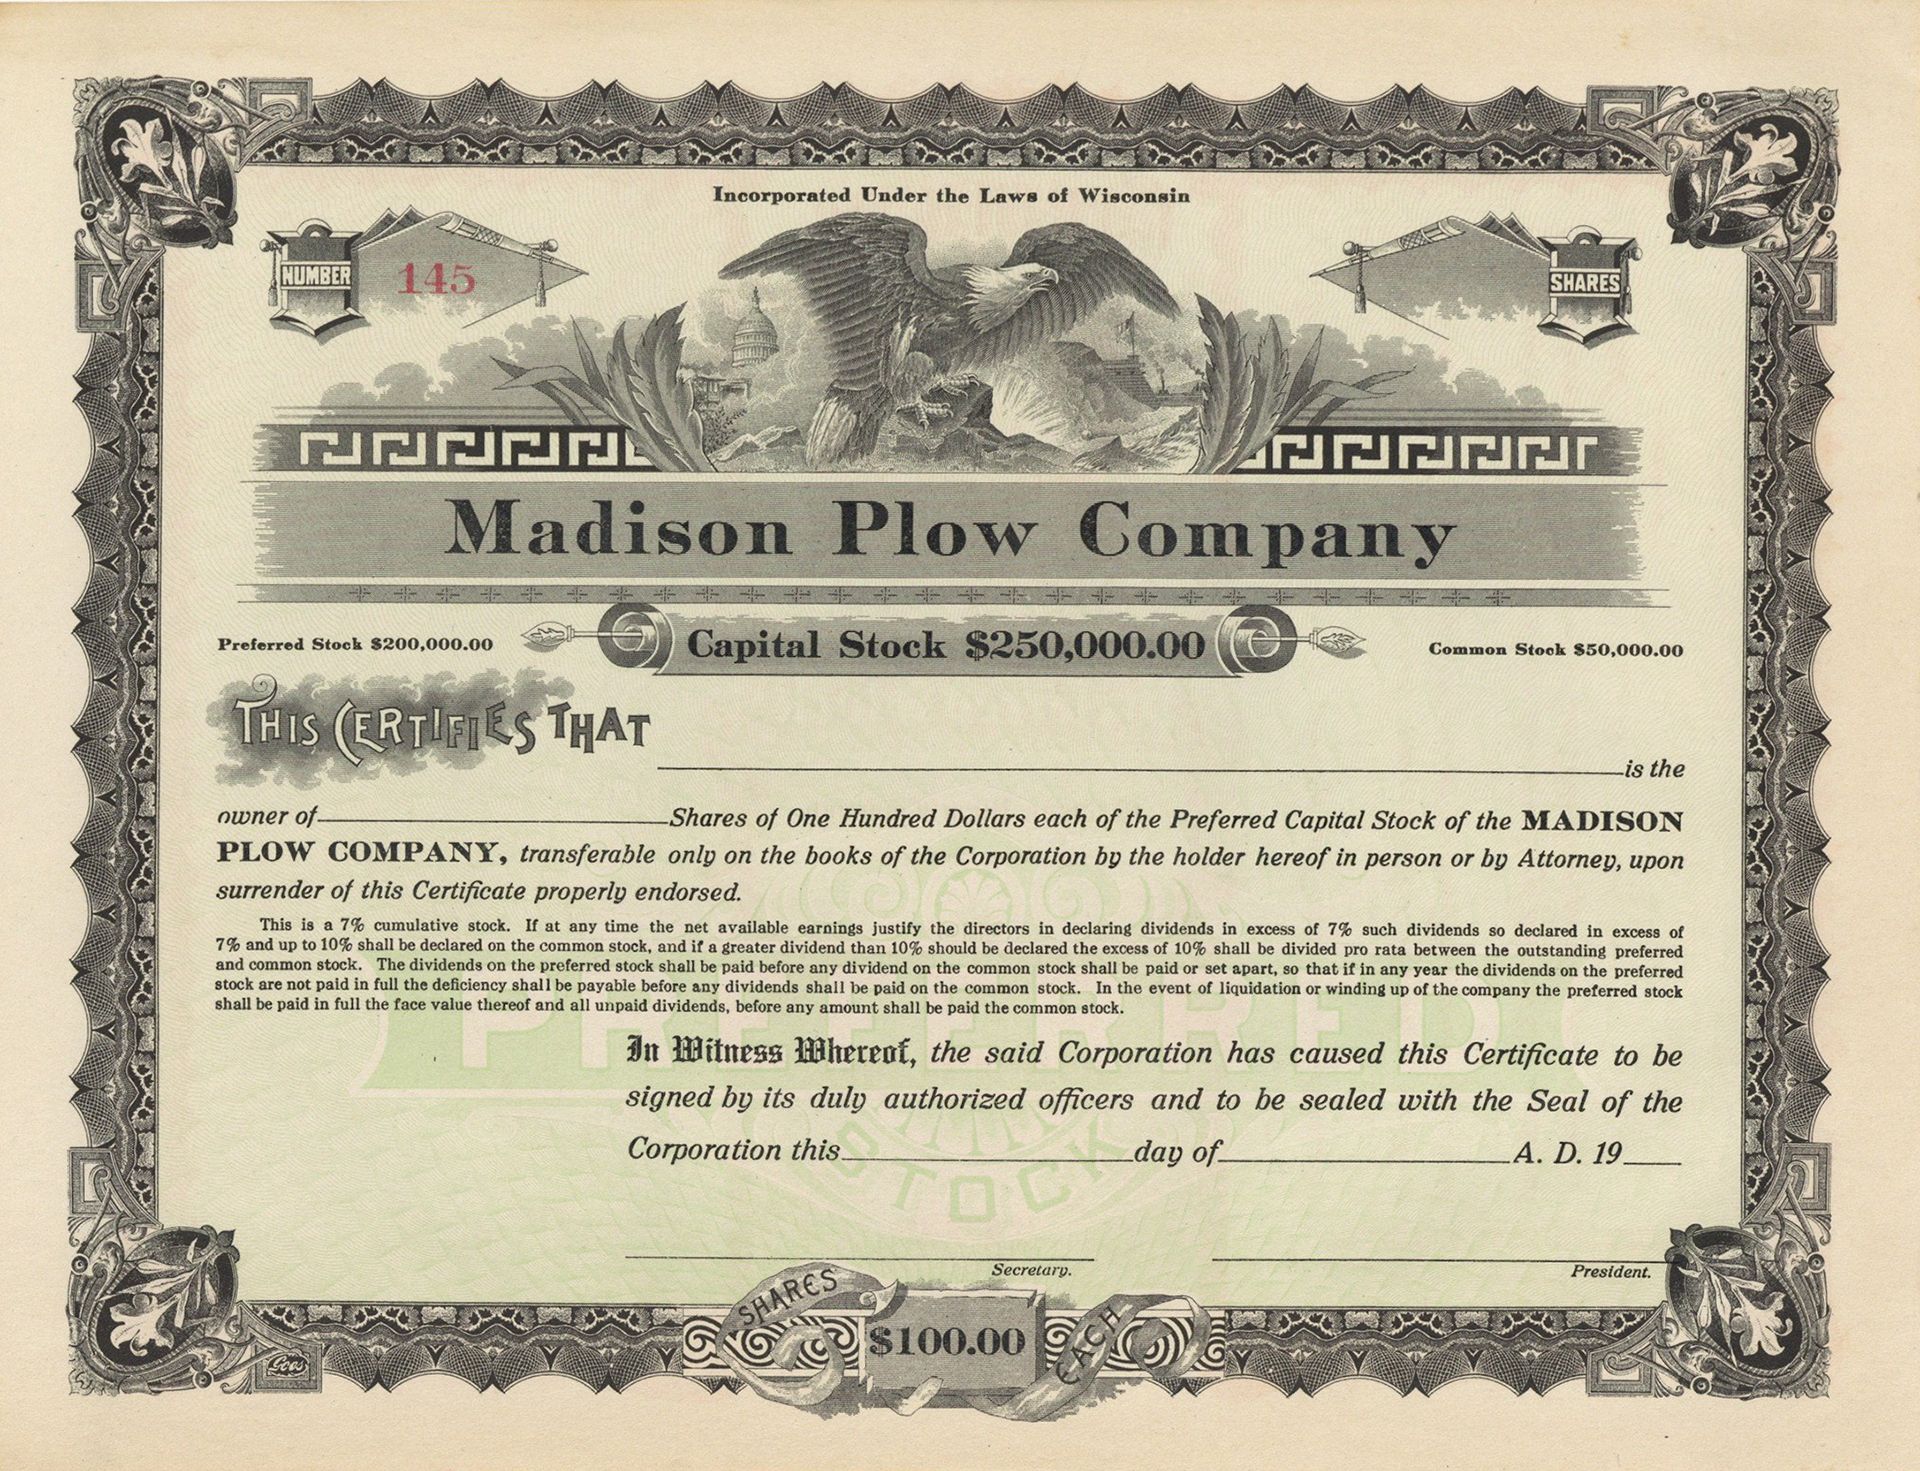 Incorporated Under the Laws of Wisconsin
NUMBER 145
SHARES
Madison Plow Company
Preferred Stock $200,000.00
Capital Stock $250,000.00
Common Stock $50,000.00
THIS CERTIFIES THAT
is the
owner of Shares of One Hundred Dollars each of the Preferred Capital Stock of the MADISON
PLOW COMPANY, transferable only on the books of the Corporation by the holder hereof in person or by Attorney, upon
surrender of this Certificate properly endorsed.
This is a 7% cumulative stock. If at any time the net available earnings justify the directors in declaring dividends in excess of 7% such dividends so declared in excess of
7% and up to 10% shall be declared on the common stock, and if a greater dividend than 10% should be declared the excess of 10% shall be divided pro rata between the outstanding preferred
and common stock. The dividends on the preferred stock shall be paid before any dividend on the common stock shall be paid or set apart, so that if in any year the dividends on the preferred
stock are not paid in full the deficiency shall be payable before any dividends shall be paid on the common stock. In the event of liquidation or winding up of the company the preferred stock
shall be paid in full the face value thereof and all unpaid dividends, before any amount shall be paid the common stock.
PREFERRED
In Witness Whereof, the said Corporation has caused this Certificate to be
signed by its duly authorized officers and to be sealed with the Seal of the
Corporation this day of A. D. 19
STOCK
Secretary.
President.
SHARES $100.00 EACH
Goes